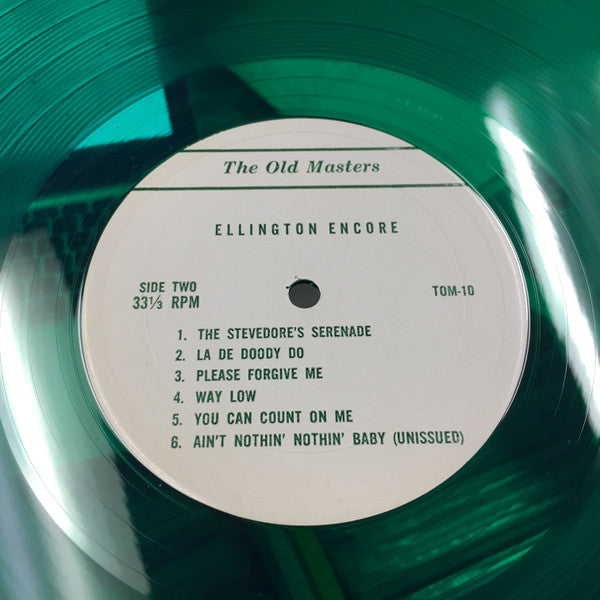 The Old Masters
ELLINGTON ENCORE
SIDE TWO
33⅓ RPM
TOM-10
1. THE STEVEDORE'S SERENADE
2. LA DE DOODY DO
3. PLEASE FORGIVE ME
4. WAY LOW
5. YOU CAN COUNT ON ME
6. AIN'T NOTHIN' NOTHIN' BABY (UNISSUED)